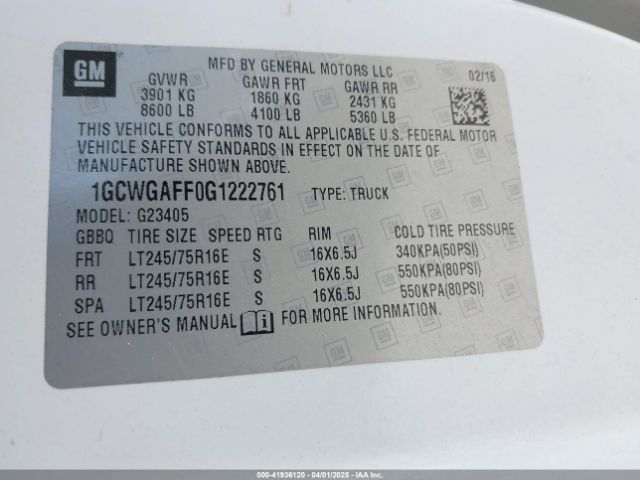 GM
MFD BY GENERAL MOTORS LLC 02/16
GVWR GAWR FRT GAWR RR
3901 KG 1860 KG 2431 KG
8600 LB 4100 LB 5360 LB
THIS VEHICLE CONFORMS TO ALL APPLICABLE U.S. FEDERAL MOTOR
VEHICLE SAFETY STANDARDS IN EFFECT ON THE DATE OF
MANUFACTURE SHOWN ABOVE.
1GCWGAFF0G1222761 TYPE: TRUCK
MODEL: G23405
GBBQ TIRE SIZE SPEED RTG RIM COLD TIRE PRESSURE
FRT LT245/75R16E S 16X6.5J 340KPA(50PSI)
RR LT245/75R16E S 16X6.5J 550KPA(80PSI)
SPA LT245/75R16E S 16X6.5J 550KPA(80PSI)
SEE OWNER'S MANUAL FOR MORE INFORMATION.
000-41936120 - 04/01/2025 - IAAI.COM